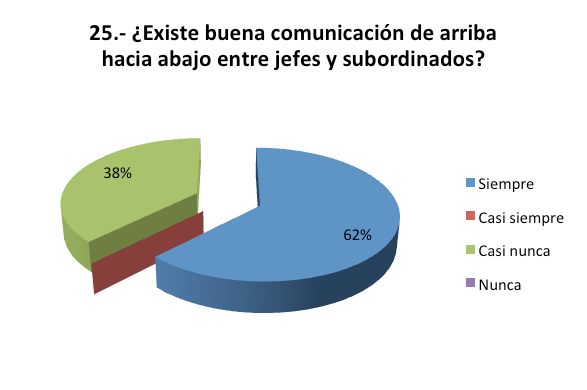 25.- ¿Existe buena comunicación de arriba
hacia abajo entre jefes y subordinados?
38%
62%
Siempre
Casi siempre
Casi nunca
Nunca